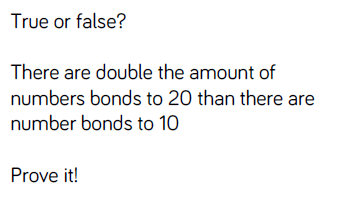 True or false?
There are double the amount of
numbers bonds to 20 than there are
number bonds to 10
Prove it!